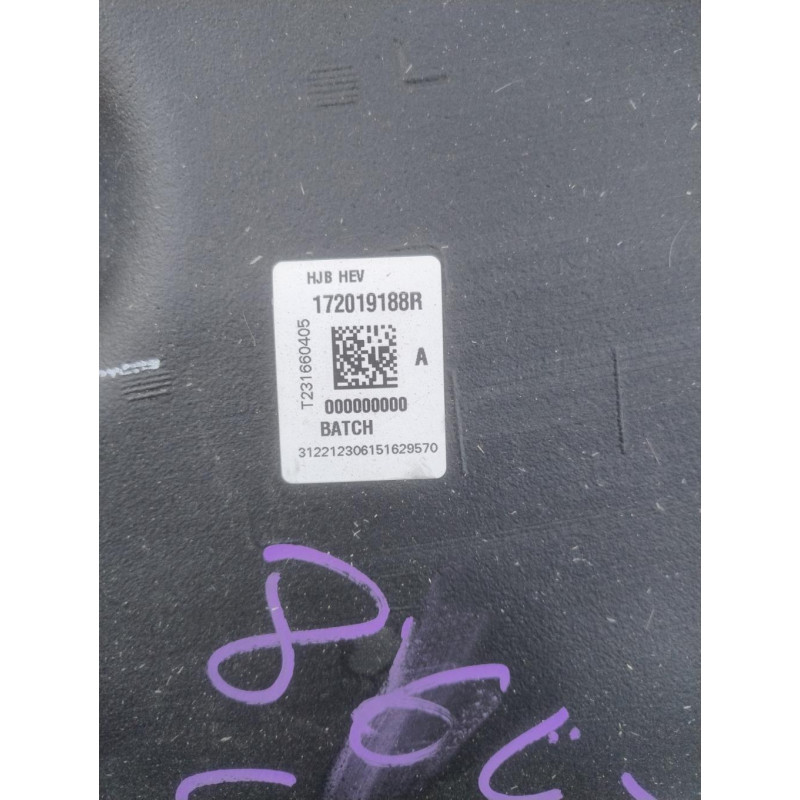 HJB HEV
172019188R
T231660405
A
000000000
BATCH
312212306151629570